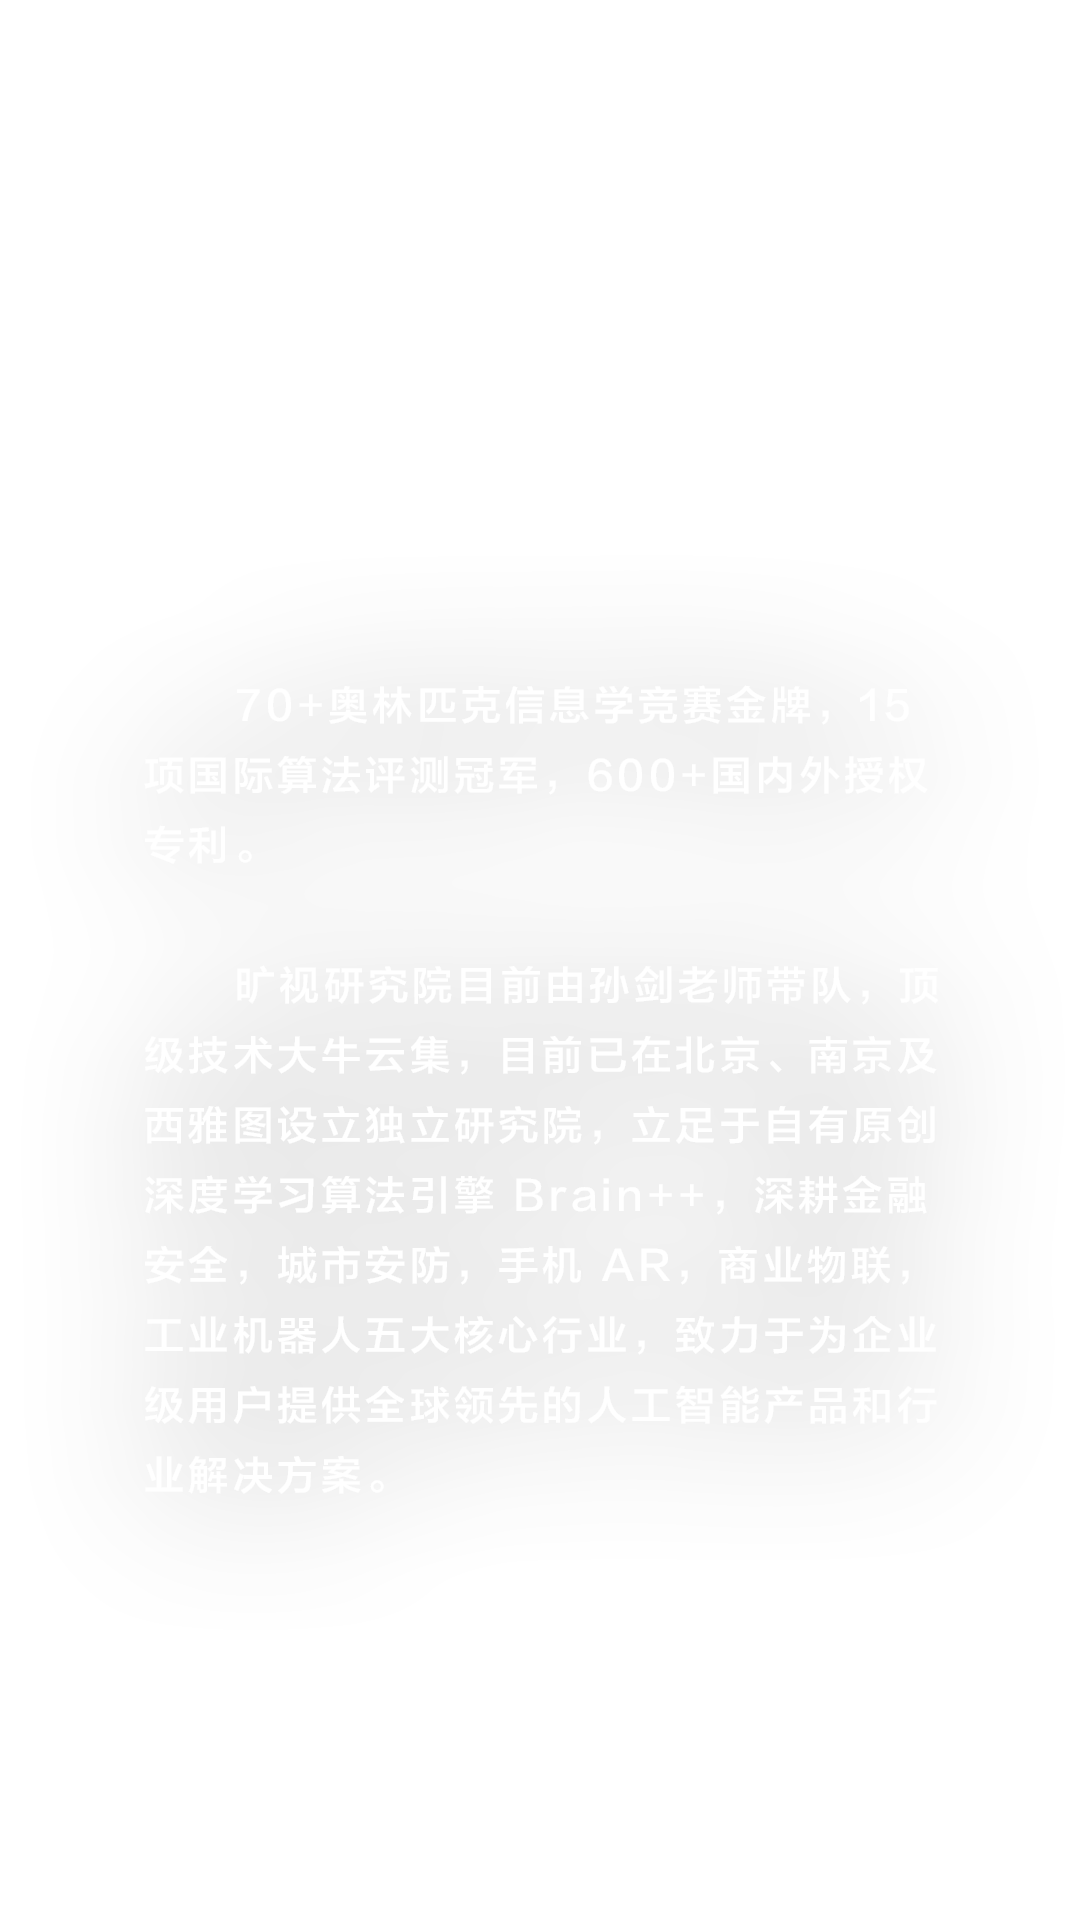 70+奥林匹克信息学竞赛金牌，15
项国际算法评测冠军，600+国内外授权
专利。
旷视研究院目前由孙剑老师带队，顶
级技术大牛云集，目前已在北京、南京及
西雅图设立独立研究院，立足于自有原创
深度学习算法引擎 Brain++，深耕金融
安全，城市安防，手机 AR，商业物联，
工业机器人五大核心行业，致力于为企业
级用户提供全球领先的人工智能产品和行
业解决方案。